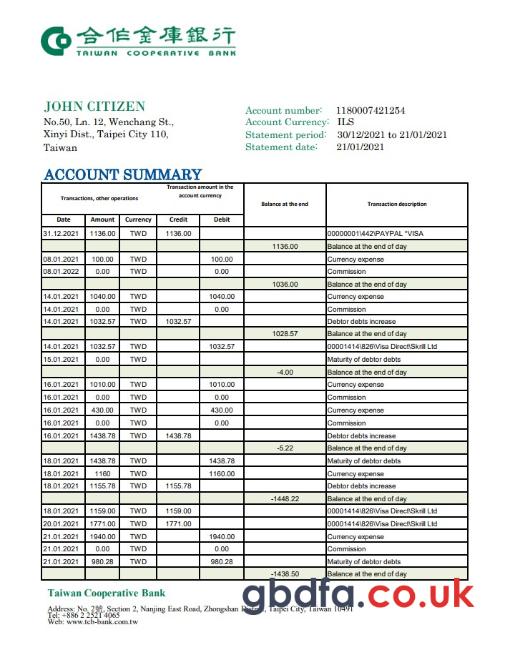 合作金庫銀行
TAIWAN COOPERATIVE BANK
JOHN CITIZEN
No.50, Ln. 12, Wenchang St.,
Xinyi Dist., Taipei City 110,
Taiwan
Account number: 1180007421254
Account Currency: ILS
Statement period: 30/12/2021 to 21/01/2021
Statement date: 21/01/2021
ACCOUNT SUMMARY
Transactions, other operations
Transaction amount in the account currency
Balance at the end
Transaction description
Date Amount Currency Credit Debit
31.12.2021 1136.00 TWD 1136.00 00000001\442\PAYPAL *VISA
1136.00 Balance at the end of day
08.01.2021 100.00 TWD 100.00 Currency expense
08.01.2022 0.00 TWD 0.00 Commission
1036.00 Balance at the end of day
14.01.2021 1040.00 TWD 1040.00 Currency expense
14.01.2021 0.00 TWD 0.00 Commission
14.01.2021 1032.57 TWD 1032.57 Debtor debts increase
1028.57 Balance at the end of day
14.01.2021 1032.57 TWD 1032.57 00001414\826\Visa Direct\Skrill Ltd
15.01.2021 0.00 TWD Maturity of debtor debts
-4.00 Balance at the end of day
16.01.2021 1010.00 TWD 1010.00 Currency expense
16.01.2021 0.00 TWD 0.00 Commission
16.01.2021 430.00 TWD 430.00 Currency expense
16.01.2021 0.00 TWD 0.00 Commission
16.01.2021 1438.78 TWD 1438.78 Debtor debts increase
-5.22 Balance at the end of day
18.01.2021 1438.78 TWD 1438.78 Maturity of debtor debts
18.01.2021 1160 TWD 1160.00 Currency expense
18.01.2021 1155.78 TWD 1155.78 Debtor debts increase
-1448.22 Balance at the end of day
18.01.2021 1159.00 TWD 1159.00 00001414\826\Visa Direct\Skrill Ltd
20.01.2021 1771.00 TWD 1771.00 00001414\826\Visa Direct\Skrill Ltd
21.01.2021 1940.00 TWD 1940.00 Currency expense
21.01.2021 0.00 TWD 0.00 Commission
21.01.2021 980.28 TWD 980.28 Maturity of debtor debts
-1438.50 Balance at the end of day
Taiwan Cooperative Bank
Address: No. 2號, Section 2, Nanjing East Road, Zhongshan Taipei City, Taiwan 10491
Tel: +886 2 2521 4065
Web: www.tcb-bank.com.tw
gbdfa.co.uk